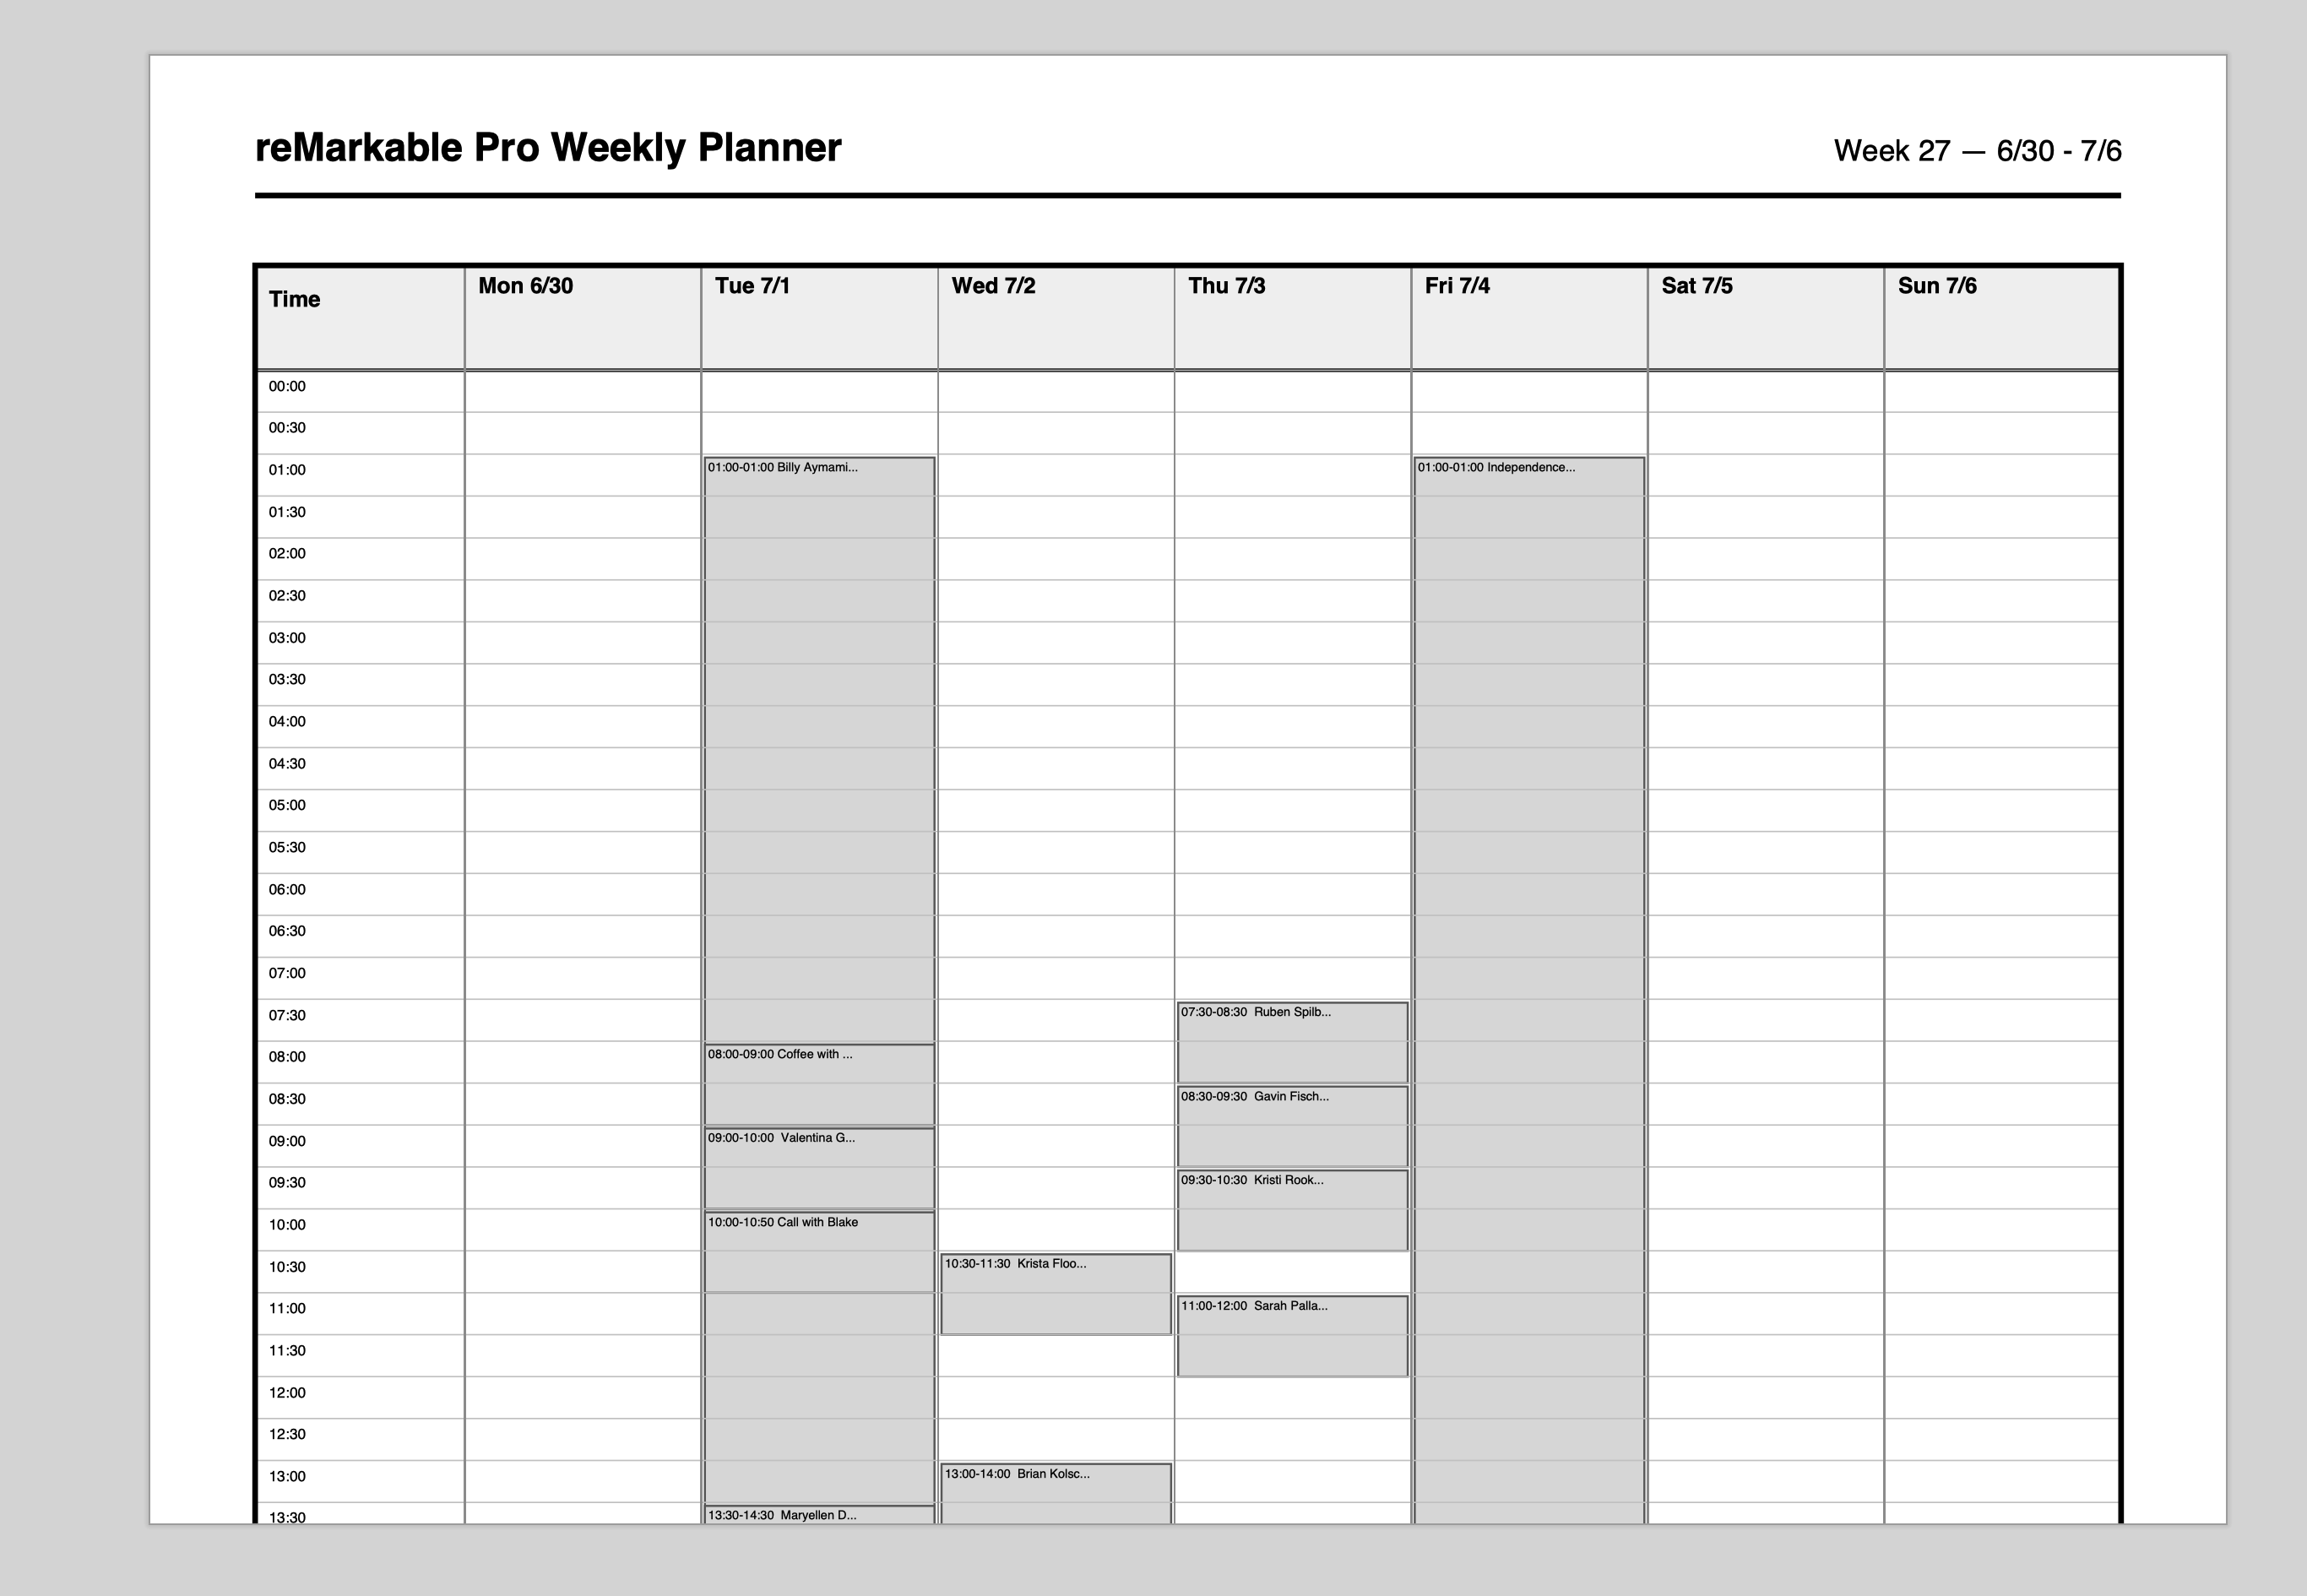 reMarkable Pro Weekly Planner
Week 27 — 6/30 - 7/6
Time Mon 6/30 Tue 7/1 Wed 7/2 Thu 7/3 Fri 7/4 Sat 7/5 Sun 7/6
00:00
00:30
01:00 01:00-01:00 Billy Aymami... 01:00-01:00 Independence...
01:30
02:00
02:30
03:00
03:30
04:00
04:30
05:00
05:30
06:00
06:30
07:00
07:30 07:30-08:30 Ruben Spilb...
08:00 08:00-09:00 Coffee with ...
08:30 08:30-09:30 Gavin Fisch...
09:00 09:00-10:00 Valentina G...
09:30 09:30-10:30 Kristi Rook...
10:00 10:00-10:50 Call with Blake
10:30 10:30-11:30 Krista Floo...
11:00 11:00-12:00 Sarah Palla...
11:30
12:00
12:30
13:00 13:00-14:00 Brian Kolsc...
13:30 13:30-14:30 Maryellen D...